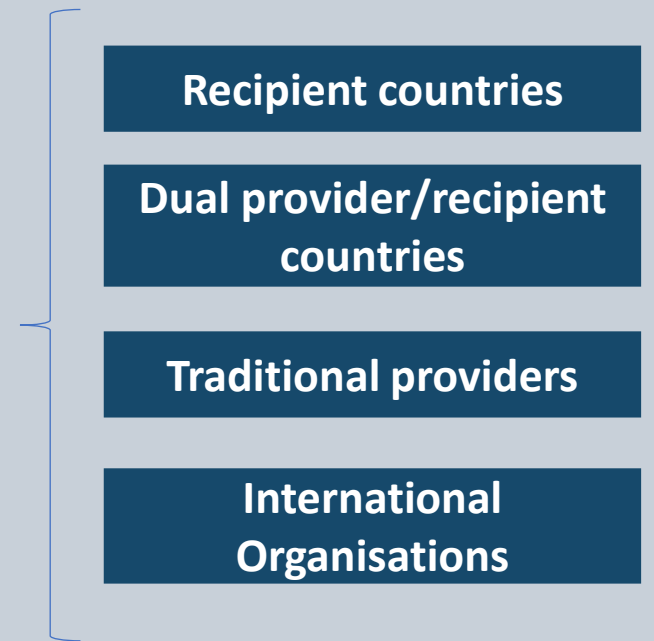 Recipient countries
Dual provider/recipient
countries
Traditional providers
International
Organisations